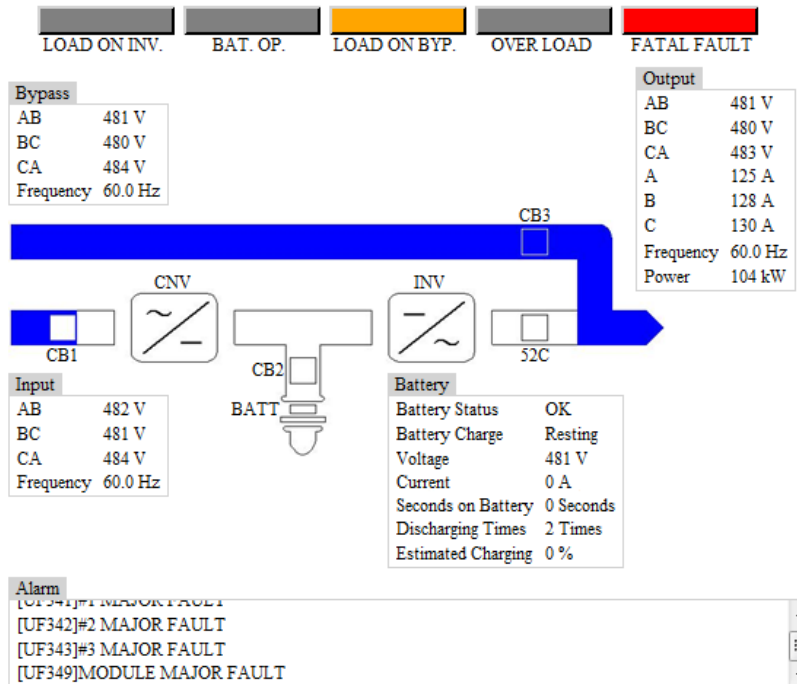 LOAD ON INV. BAT. OP. LOAD ON BYP. OVER LOAD FATAL FAULT
Bypass
AB 481 V
BC 480 V
CA 484 V
Frequency 60.0 Hz
Output
AB 481 V
BC 480 V
CA 483 V
A 125 A
B 128 A
C 130 A
Frequency 60.0 Hz
Power 104 kW
CB3
CNV
INV
CB1
CB2
52C
BATT
Input
AB 482 V
BC 481 V
CA 484 V
Frequency 60.0 Hz
Battery
Battery Status OK
Battery Charge Resting
Voltage 481 V
Current 0 A
Seconds on Battery 0 Seconds
Discharging Times 2 Times
Estimated Charging 0 %
Alarm
[UF341]#1 MAJOR FAULT
[UF342]#2 MAJOR FAULT
[UF343]#3 MAJOR FAULT
[UF349]MODULE MAJOR FAULT